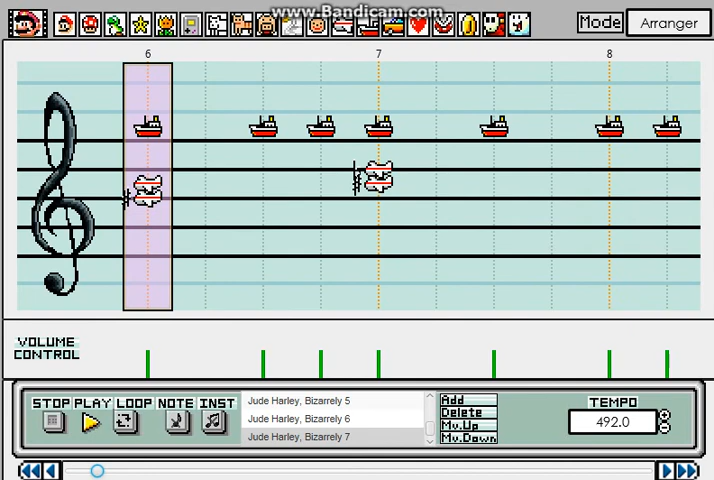 www.Bandicam.com
Mode Arranger
6 7 8
VOLUME
CONTROL
STOP PLAY LOOP NOTE INST
Jude Harley, Bizarrely 5
Jude Harley, Bizarrely 6
Jude Harley, Bizarrely 7
Add
Delete
Mv.Up
Mv.Down
TEMPO
492.0